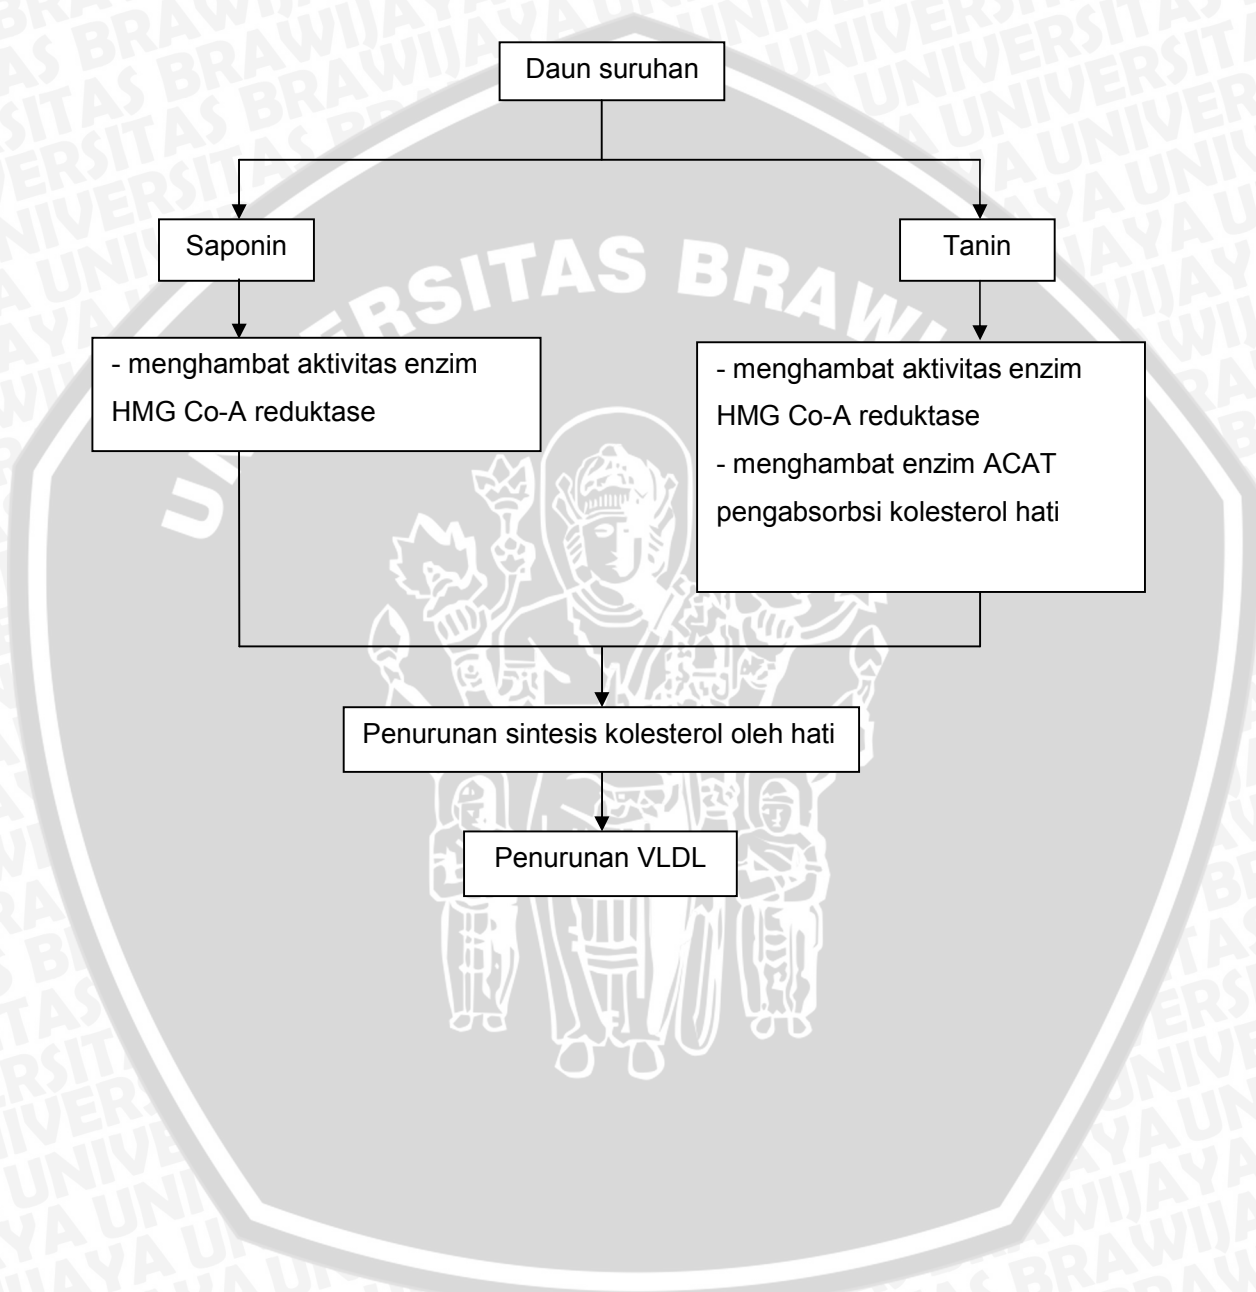 Daun suruhan
Saponin
Tanin
- menghambat aktivitas enzim
HMG Co-A reduktase
- menghambat aktivitas enzim
HMG Co-A reduktase
- menghambat enzim ACAT
pengabsorbsi kolesterol hati
Penurunan sintesis kolesterol oleh hati
Penurunan VLDL